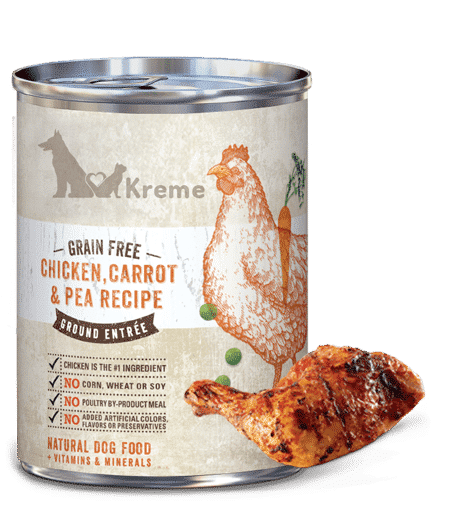 Kreme
GRAIN FREE
CHICKEN, CARROT
& PEA RECIPE
GROUND ENTRÉE
CHICKEN IS THE #1 INGREDIENT
NO CORN, WHEAT OR SOY
NO POULTRY BY-PRODUCT MEAL
NO ADDED ARTIFICIAL COLORS,
FLAVORS OR PRESERVATIVES
NATURAL DOG FOOD
+ VITAMINS & MINERALS